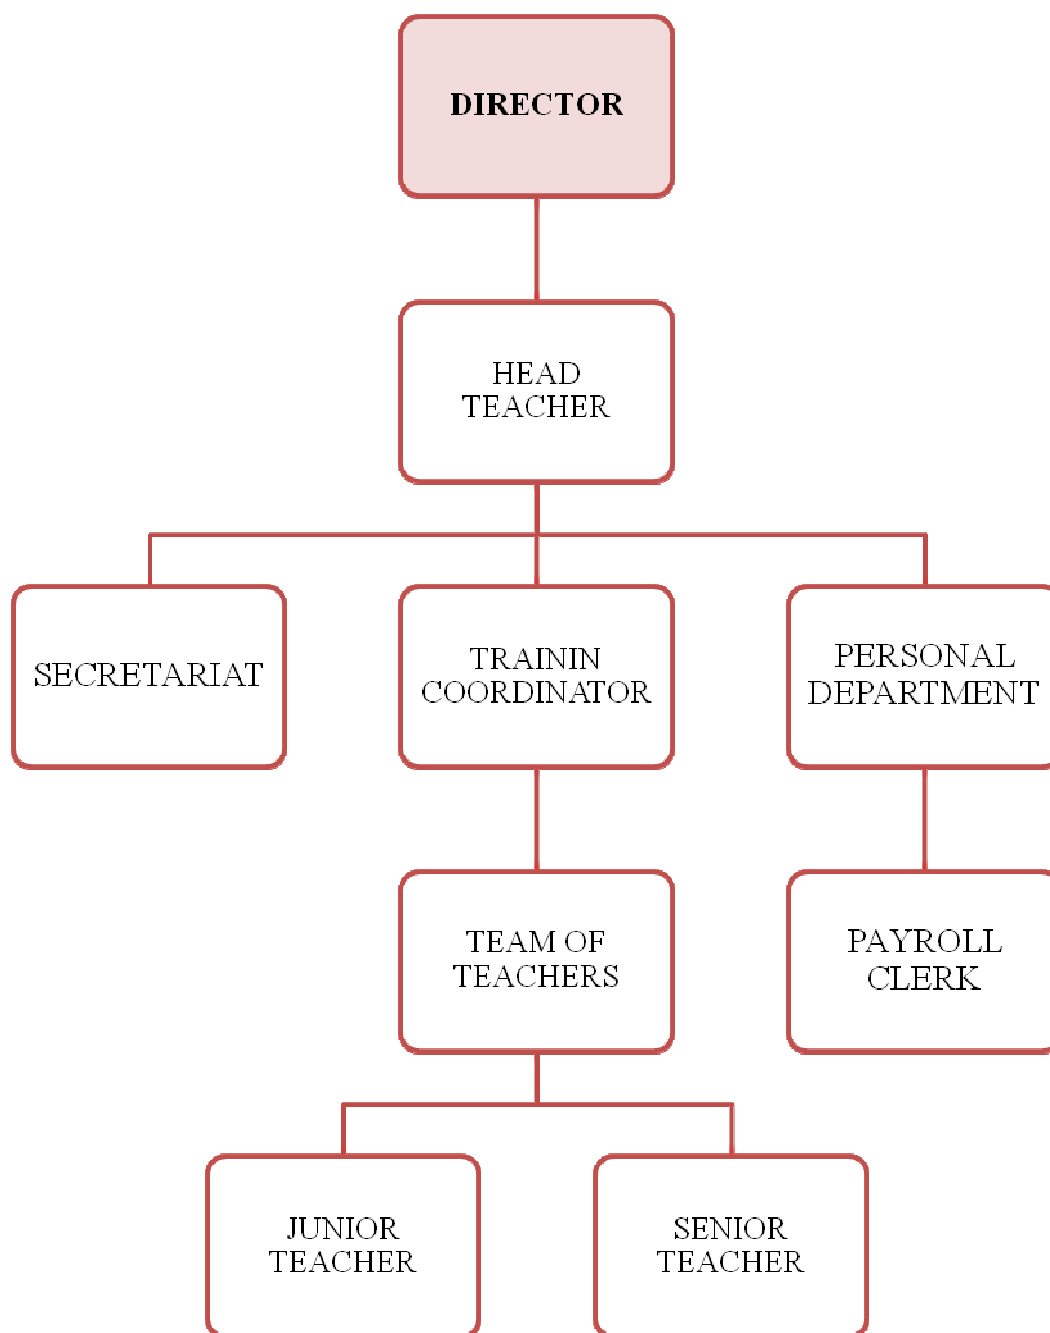 DIRECTOR
HEAD
TEACHER
SECRETARIAT
TRAININ
COORDINATOR
PERSONAL
DEPARTMENT
TEAM OF
TEACHERS
PAYROLL
CLERK
JUNIOR
TEACHER
SENIOR
TEACHER